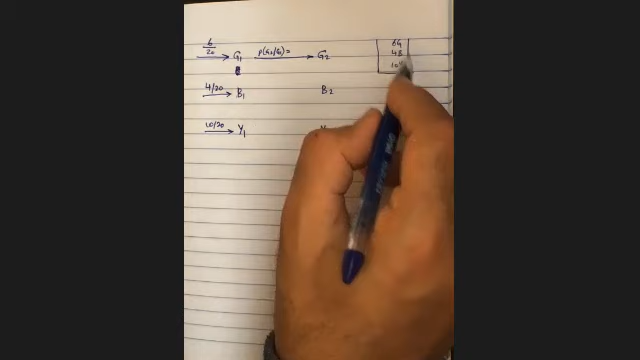 6/20 → G₁ P(G₂/G₁) = → G₂
6G
4B
4/20 → B₁ B₂
10/20 → Y₁